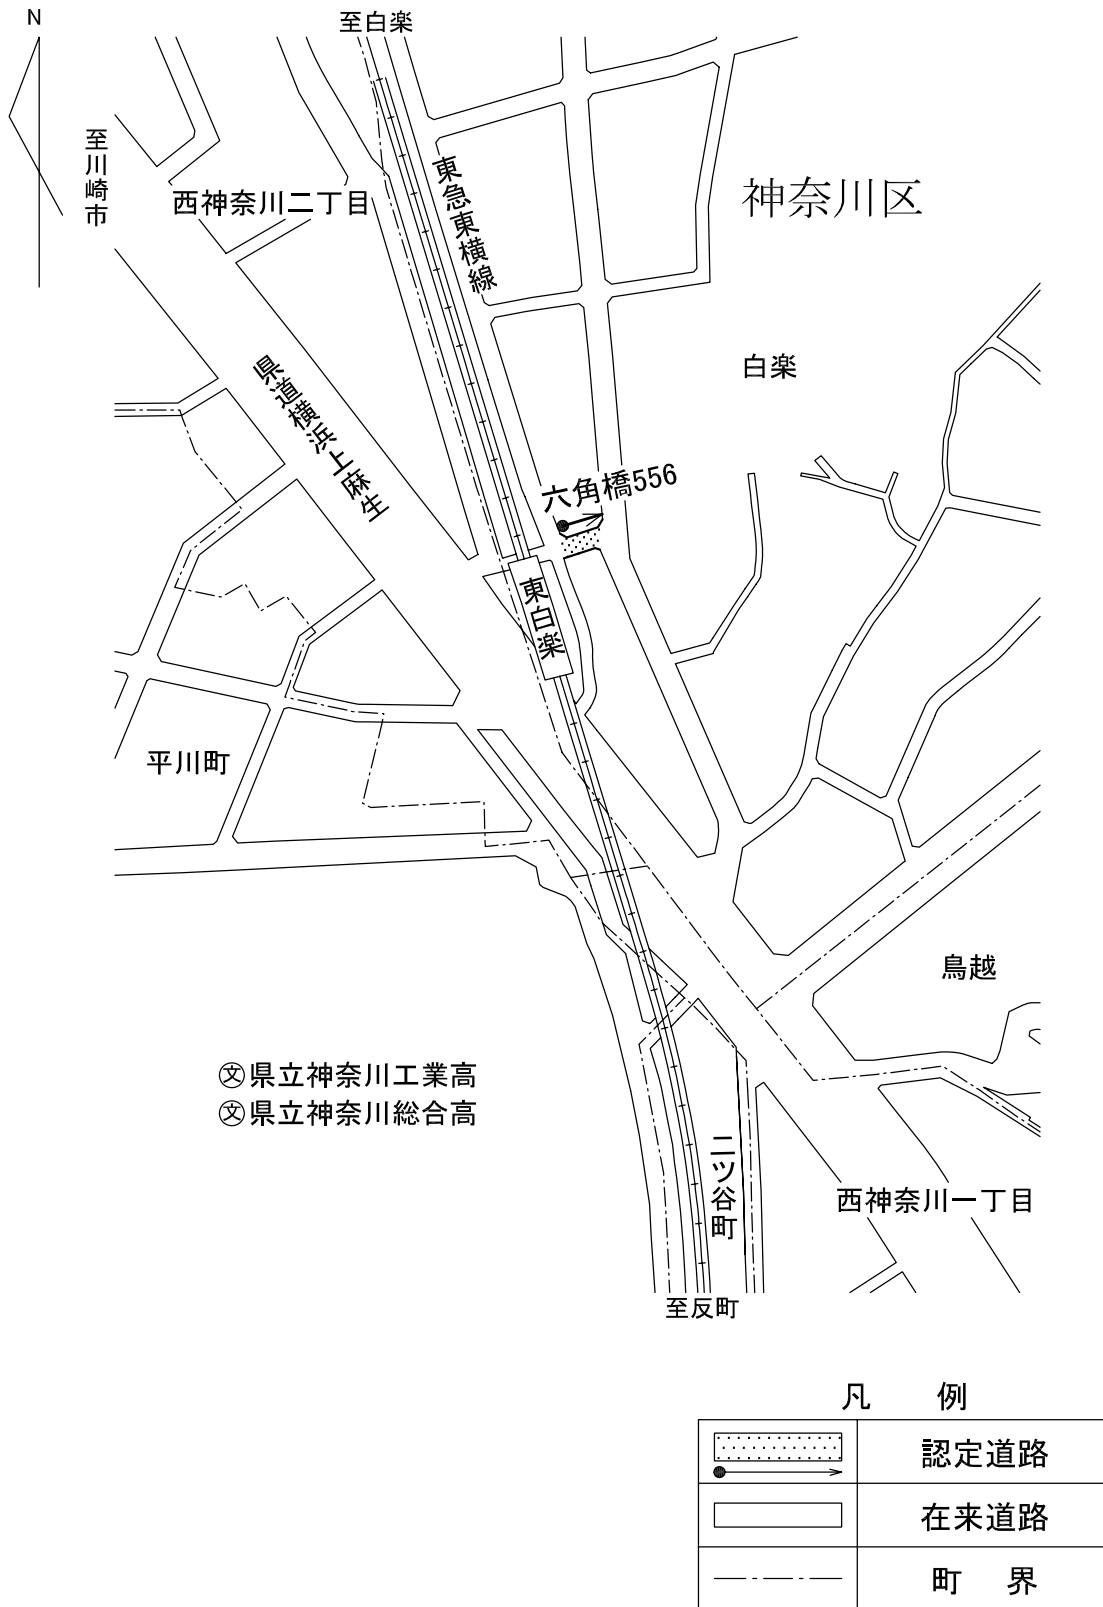 N
至白楽
至川崎市
西神奈川二丁目
東急東横線
神奈川区
県道横浜上麻生
白楽
六角橋556
東白楽
平川町
鳥越
㊫県立神奈川工業高
㊫県立神奈川総合高
二ツ谷町
西神奈川一丁目
至反町
凡　例
認定道路
在来道路
町　界